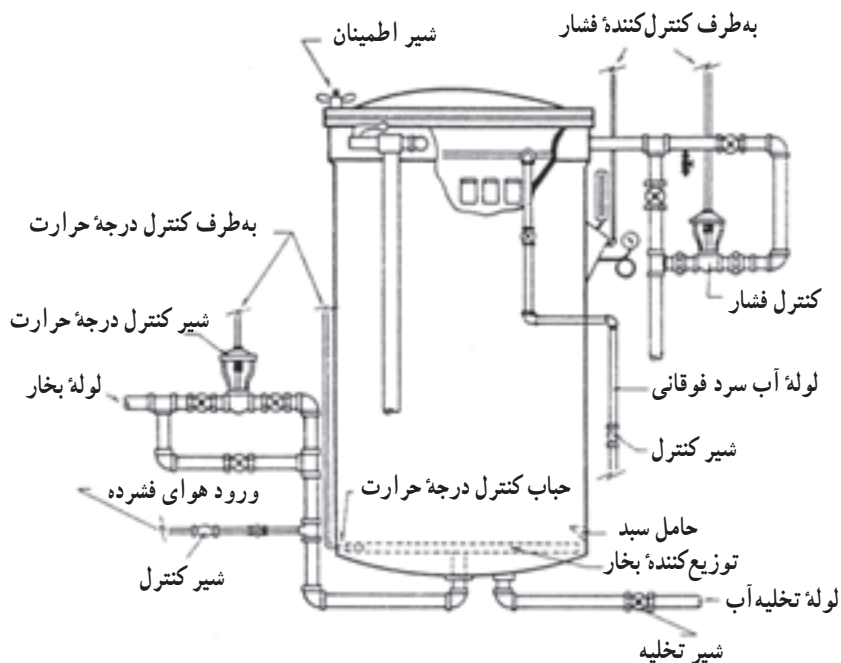 شیر اطمینان
به‌طرف کنترل‌کنندهٔ فشار
به‌طرف کنترل درجهٔ حرارت
شیر کنترل درجهٔ حرارت
لولهٔ بخار
کنترل فشار
لولهٔ آب سرد فوقانی
شیر کنترل
حباب کنترل درجهٔ حرارت
ورود هوای فشرده
حامل سبد
توزیع‌کنندهٔ بخار
شیر کنترل
لولهٔ تخلیه آب
شیر تخلیه